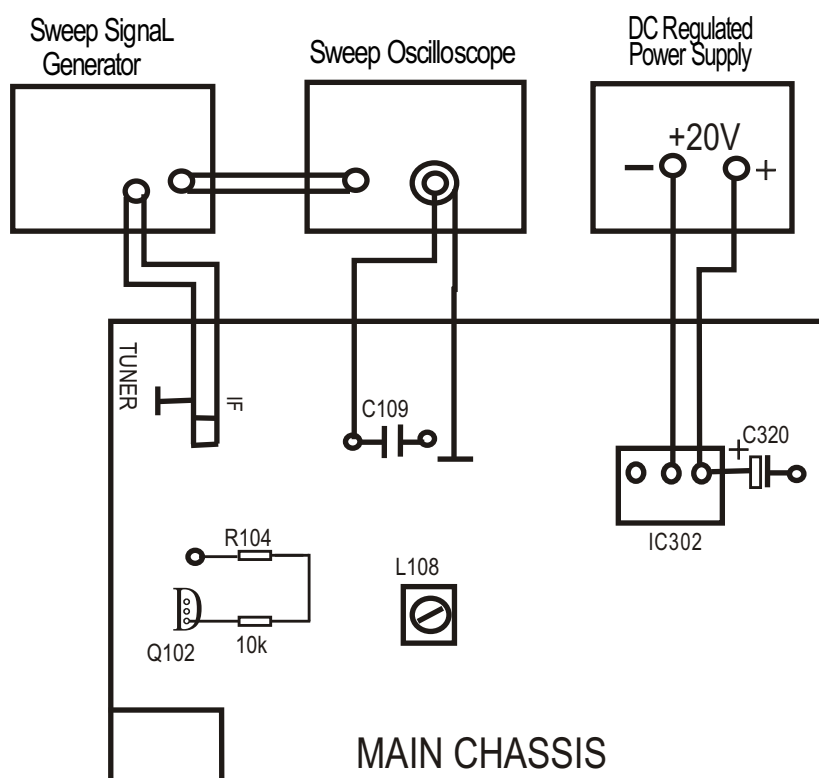 Sweep SignaL
Generator
Sweep Oscilloscope
DC Regulated
Power Supply
+20V
− +
TUNER
IF
C109
+
C320
IC302
R104
L108
Q102
10k
MAIN CHASSIS